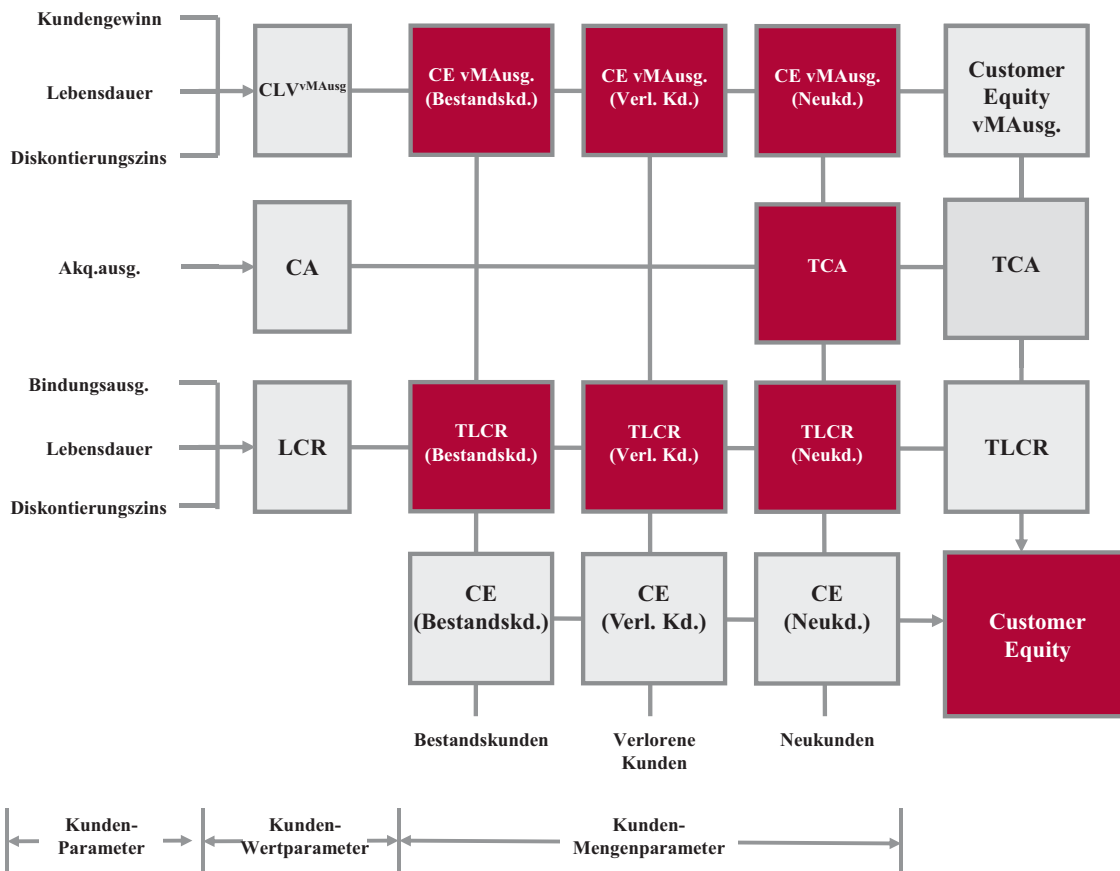 Kundengewinn
Lebensdauer
Diskontierungszins
CLVvMAusg
CE vMAusg.
(Bestandskd.)
CE vMAusg.
(Verl. Kd.)
CE vMAusg.
(Neukd.)
Customer
Equity
vMAusg.
Akq.ausg.
CA
TCA
TCA
Bindungsausg.
Lebensdauer
Diskontierungszins
LCR
TLCR
(Bestandskd.)
TLCR
(Verl. Kd.)
TLCR
(Neukd.)
TLCR
CE
(Bestandskd.)
CE
(Verl. Kd.)
CE
(Neukd.)
Customer
Equity
Bestandskunden
Verlorene
Kunden
Neukunden
Kunden-
Parameter
Kunden-
Wertparameter
Kunden-
Mengenparameter